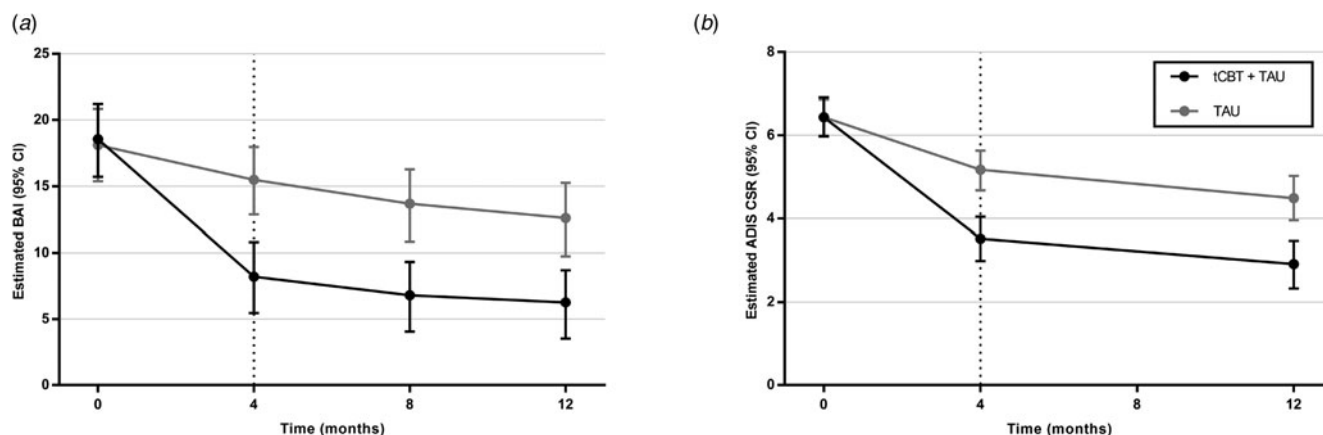 (a)
Estimated BAI (95% CI)
25
20
15
10
5
0
0 4 8 12
Time (months)
(b)
Estimated ADIS CSR (95% CI)
8
6
4
2
0
0 4 8 12
Time (months)
tCBT + TAU
TAU